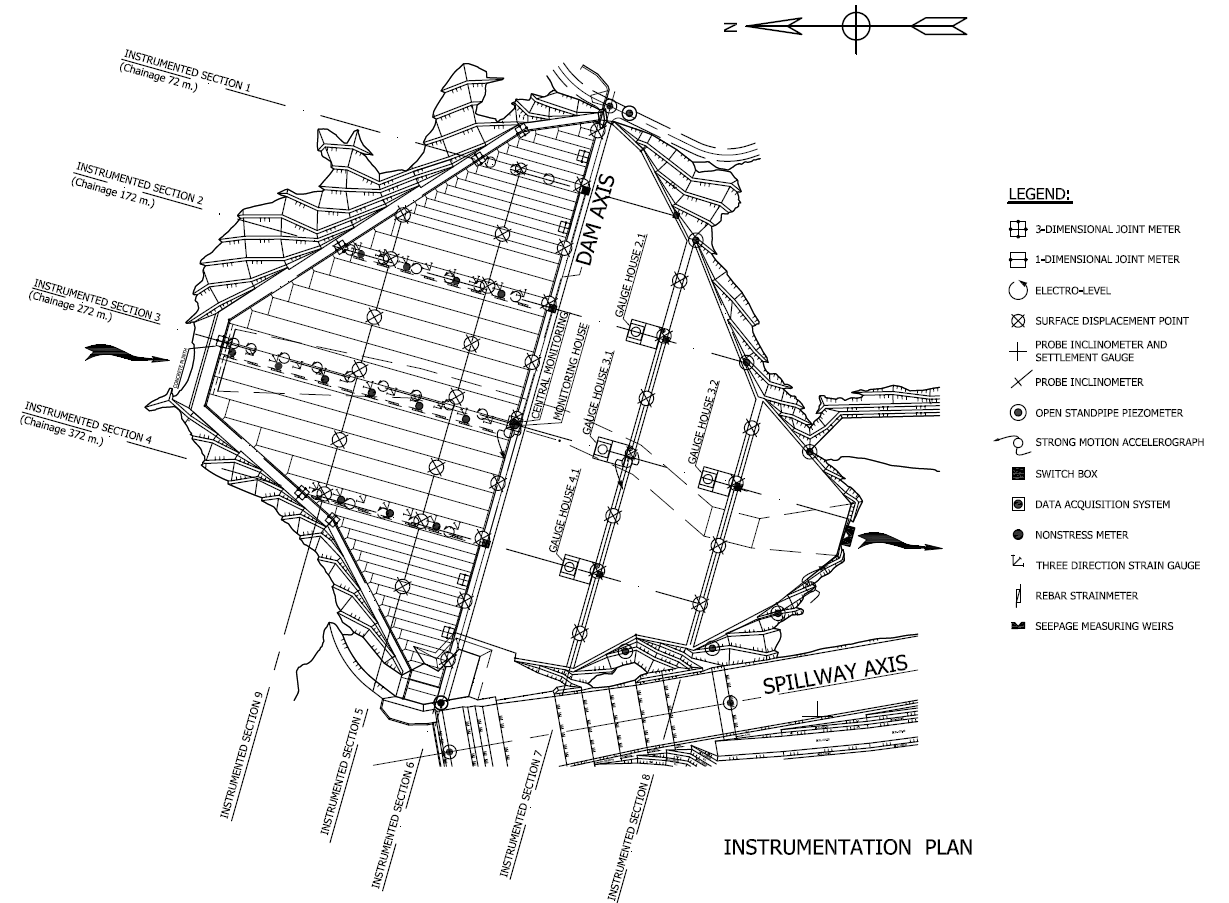 N
INSTRUMENTED SECTION 1
(Chainage 72 m.)
INSTRUMENTED SECTION 2
(Chainage 172 m.)
INSTRUMENTED SECTION 3
(Chainage 272 m.)
INSTRUMENTED SECTION 4
(Chainage 372 m.)
DAM AXIS
GAUGE HOUSE 2.1
CENTRAL MONITORING
MONITORING HOUSE
GAUGE HOUSE 3.1
GAUGE HOUSE 3.2
GAUGE HOUSE 4.1
SPILLWAY AXIS
INSTRUMENTED SECTION 9
INSTRUMENTED SECTION 5
INSTRUMENTED SECTION 6
INSTRUMENTED SECTION 7
INSTRUMENTED SECTION 8
LEGEND:
3-DIMENSIONAL JOINT METER
1-DIMENSIONAL JOINT METER
ELECTRO-LEVEL
SURFACE DISPLACEMENT POINT
PROBE INCLINOMETER AND
SETTLEMENT GAUGE
PROBE INCLINOMETER
OPEN STANDPIPE PIEZOMETER
STRONG MOTION ACCELEROGRAPH
SWITCH BOX
DATA ACQUISITION SYSTEM
NONSTRESS METER
THREE DIRECTION STRAIN GAUGE
REBAR STRAINMETER
SEEPAGE MEASURING WEIRS
INSTRUMENTATION PLAN